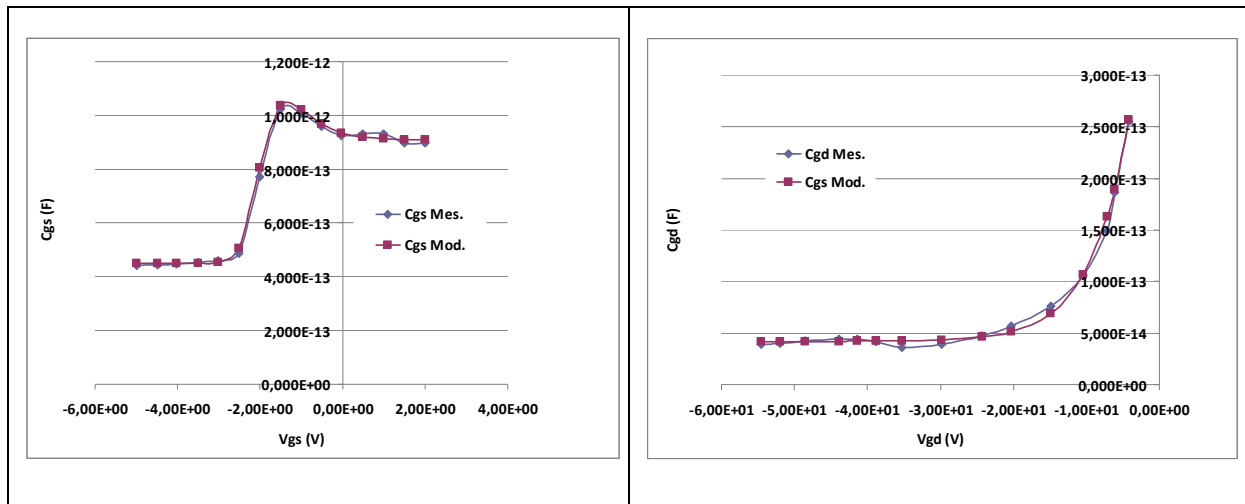 1,200E-12
1,000E-12
8,000E-13
6,000E-13
4,000E-13
2,000E-13
0,000E+00
Cgs (F)
Cgs Mes.
Cgs Mod.
-6,00E+00 -4,00E+00 -2,00E+00 0,00E+00 2,00E+00 4,00E+00
Vgs (V)
3,000E-13
2,500E-13
2,000E-13
1,500E-13
1,000E-13
5,000E-14
0,000E+00
Cgd (F)
Cgd Mes.
Cgs Mod.
-6,00E+01 -5,00E+01 -4,00E+01 -3,00E+01 -2,00E+01 -1,00E+01 0,00E+00
Vgd (V)